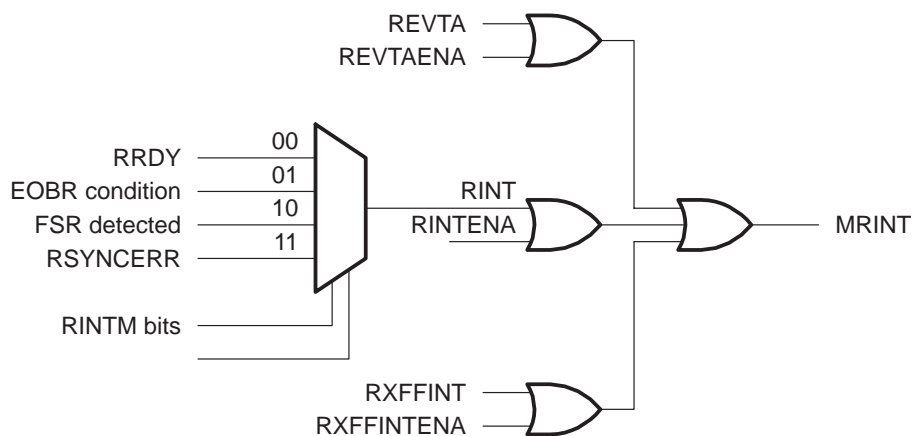 REVTA
REVTAENA
00
RRDY
01
EOBR condition
10
FSR detected
11
RSYNCERR
RINTM bits
RINT
RINTENA
MRINT
RXFFINT
RXFFINTENA